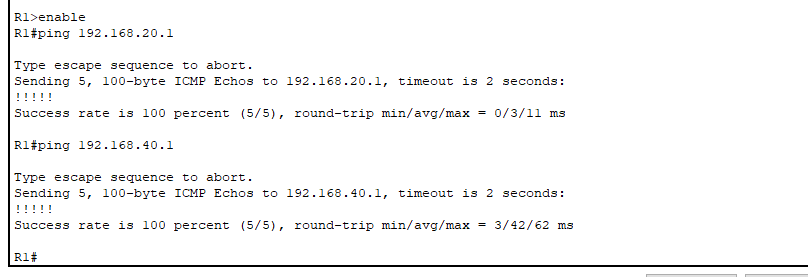 R1>enable
R1#ping 192.168.20.1
Type escape sequence to abort.
Sending 5, 100-byte ICMP Echos to 192.168.20.1, timeout is 2 seconds:
!!!!!
Success rate is 100 percent (5/5), round-trip min/avg/max = 0/3/11 ms
R1#ping 192.168.40.1
Type escape sequence to abort.
Sending 5, 100-byte ICMP Echos to 192.168.40.1, timeout is 2 seconds:
!!!!!
Success rate is 100 percent (5/5), round-trip min/avg/max = 3/42/62 ms
R1#